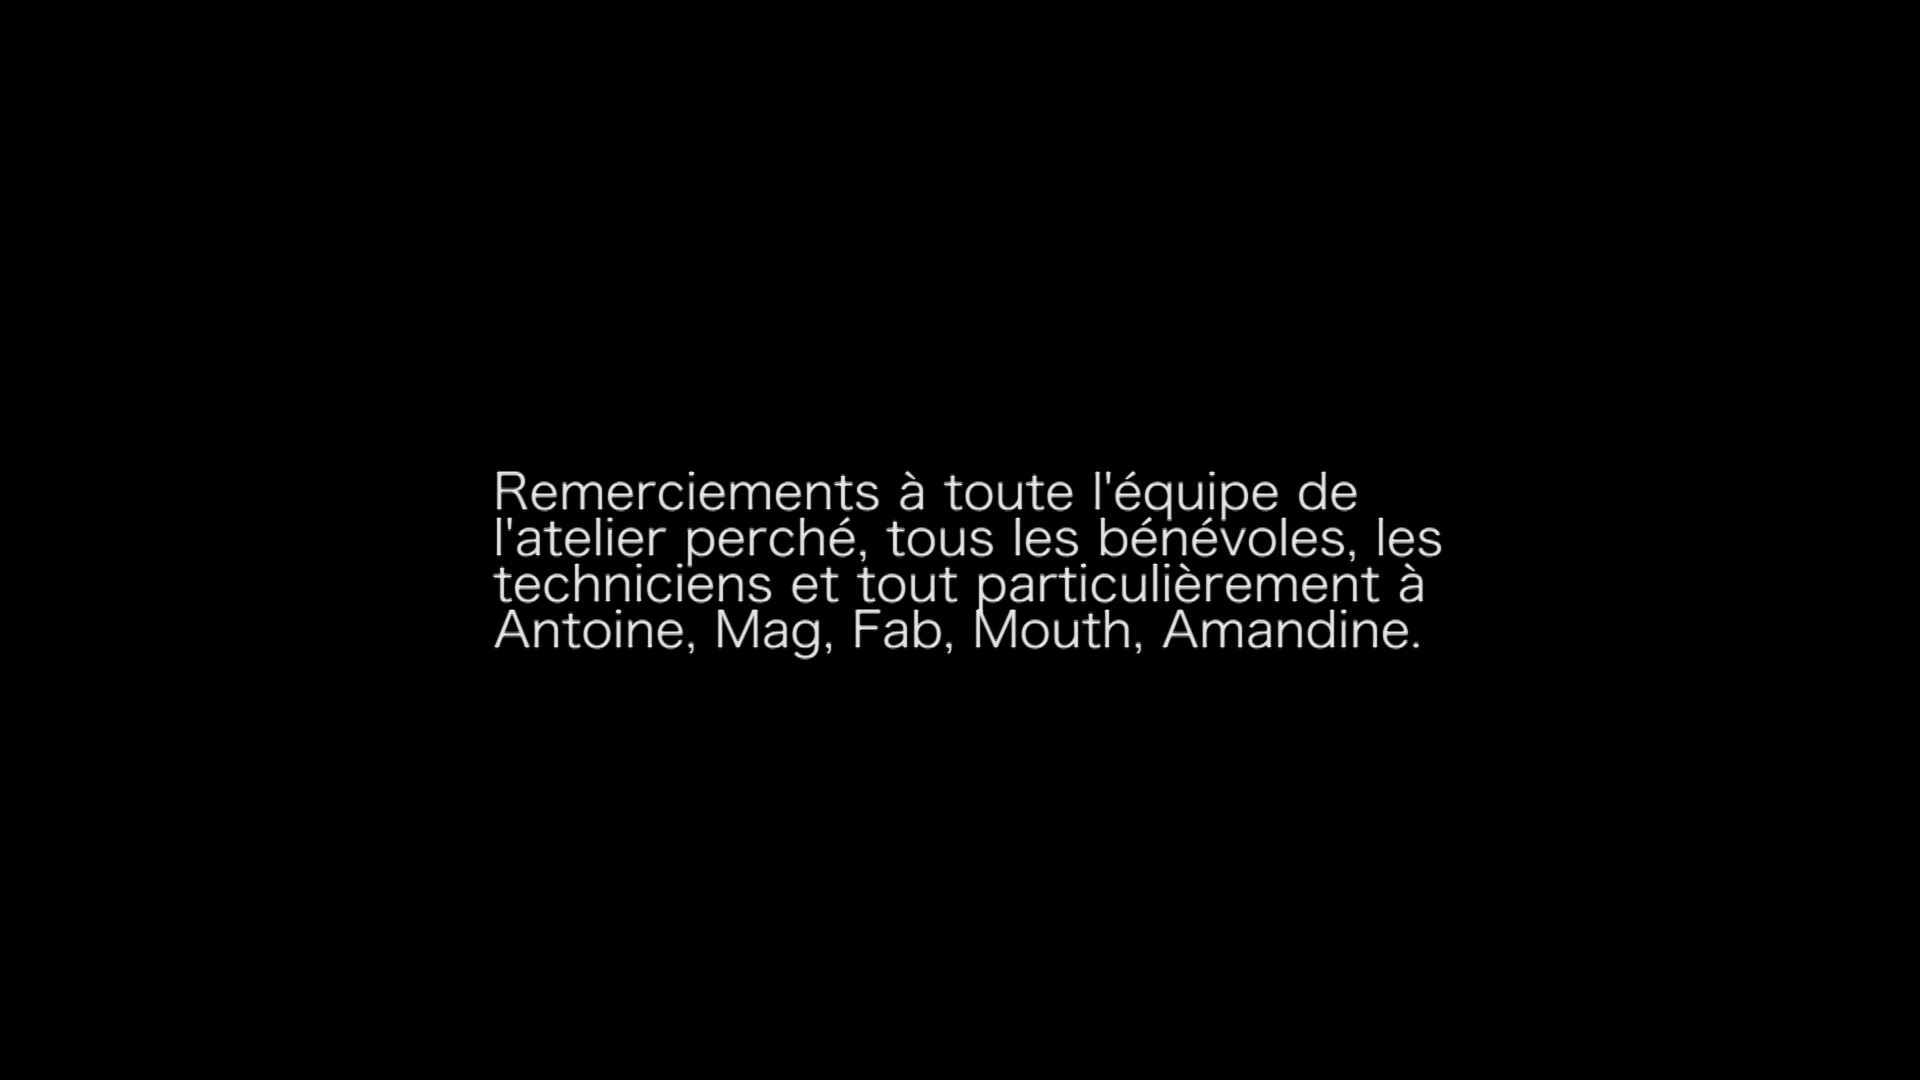 Remerciements à toute l'équipe de
l'atelier perché, tous les bénévoles, les
techniciens et tout particulièrement à
Antoine, Mag, Fab, Mouth, Amandine.